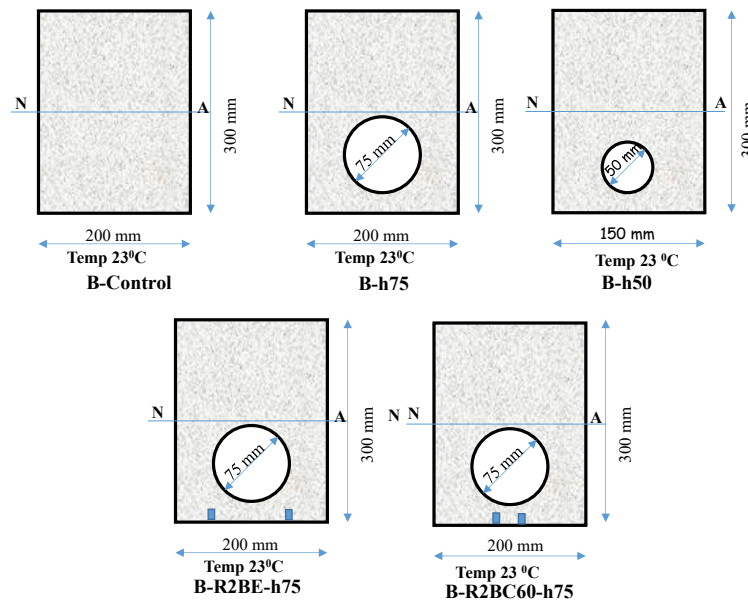 N
A
300 mm
200 mm
Temp 23⁰C
B-Control
N
A
75 mm
300 mm
200 mm
Temp 23⁰C
B-h75
N
A
50 mm
300 mm
150 mm
Temp 23 ⁰C
B-h50
N
A
75 mm
300 mm
200 mm
Temp 23⁰C
B-R2BE-h75
N N
A
75 mm
300 mm
200 mm
Temp 23 ⁰C
B-R2BC60-h75